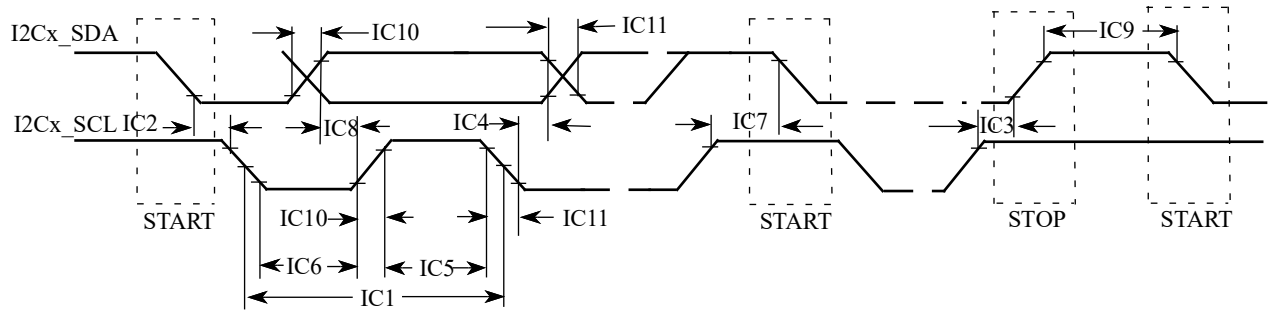 I2Cx_SDA
IC10
IC11
IC9
I2Cx_SCL
IC2
IC8
IC4
IC7
IC3
START
IC10
IC11
START
STOP
START
IC6
IC5
IC1